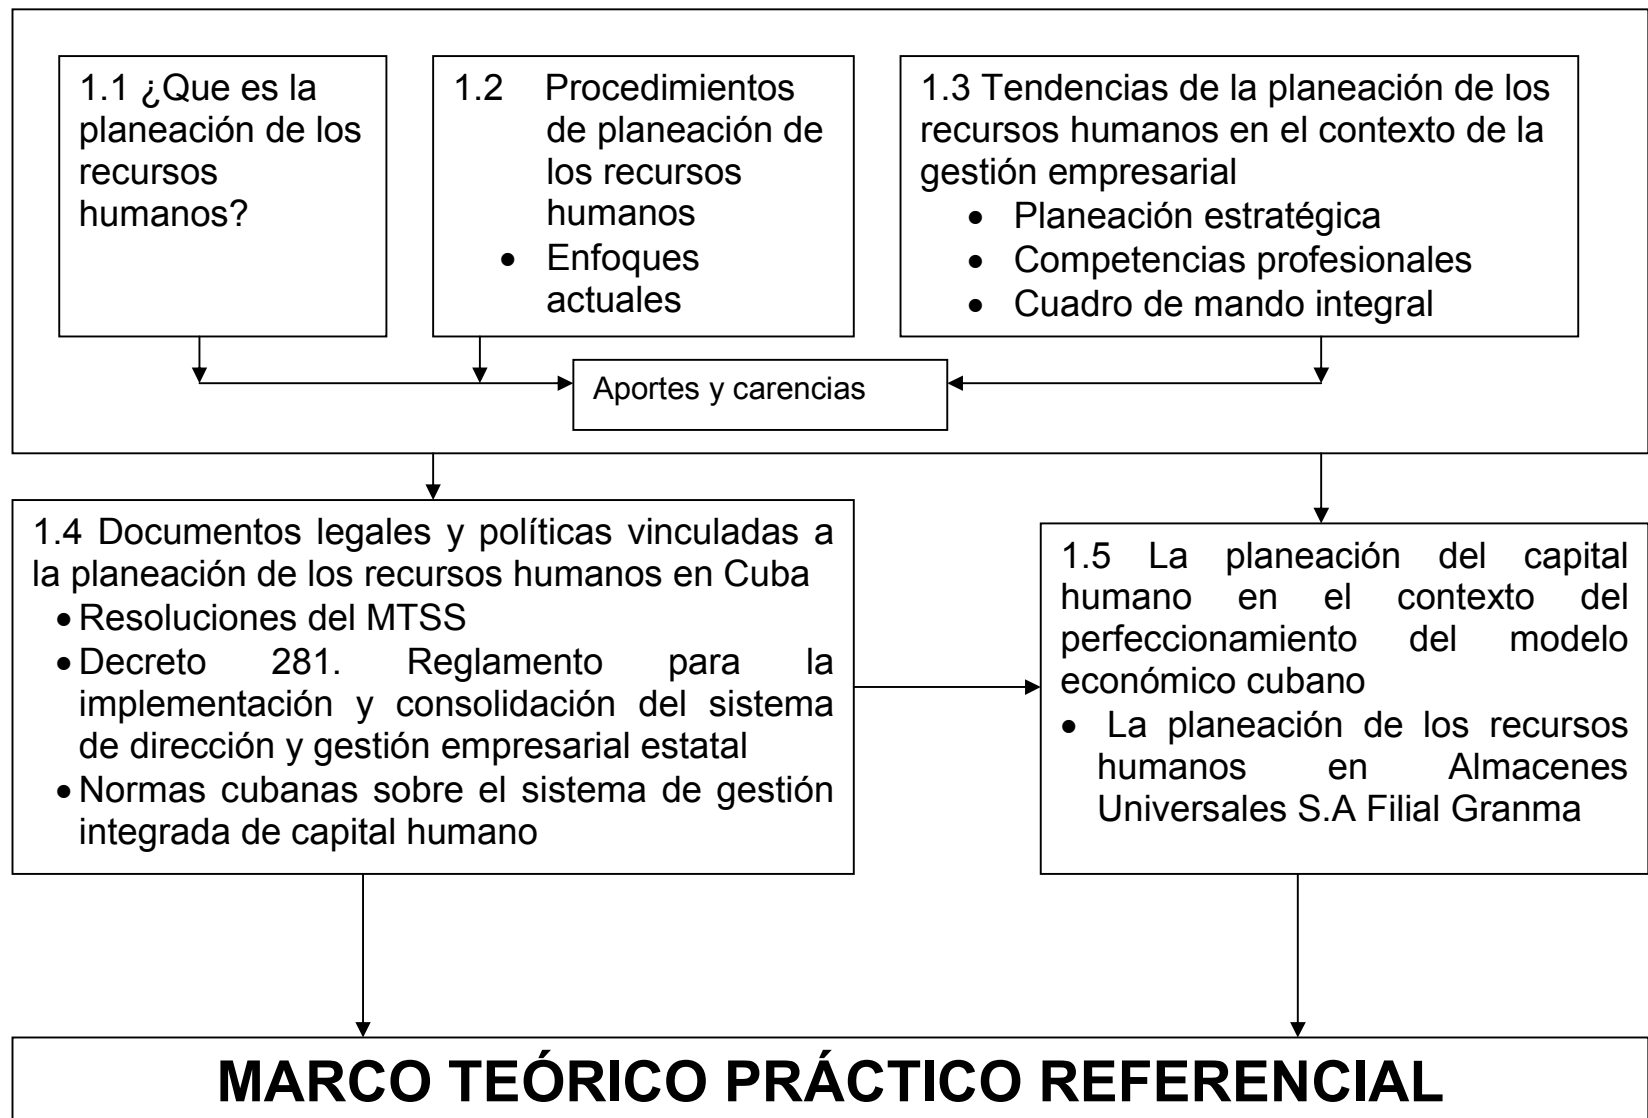 1.1 ¿Que es la
planeación de los
recursos
humanos?
1.2 Procedimientos
de planeación de
los recursos
humanos
• Enfoques
actuales
1.3 Tendencias de la planeación de los
recursos humanos en el contexto de la
gestión empresarial
• Planeación estratégica
• Competencias profesionales
• Cuadro de mando integral
Aportes y carencias
1.4 Documentos legales y políticas vinculadas a
la planeación de los recursos humanos en Cuba
• Resoluciones del MTSS
• Decreto 281. Reglamento para la
implementación y consolidación del sistema
de dirección y gestión empresarial estatal
• Normas cubanas sobre el sistema de gestión
integrada de capital humano
1.5 La planeación del capital
humano en el contexto del
perfeccionamiento del modelo
económico cubano
• La planeación de los recursos
humanos en Almacenes
Universales S.A Filial Granma
MARCO TEÓRICO PRÁCTICO REFERENCIAL